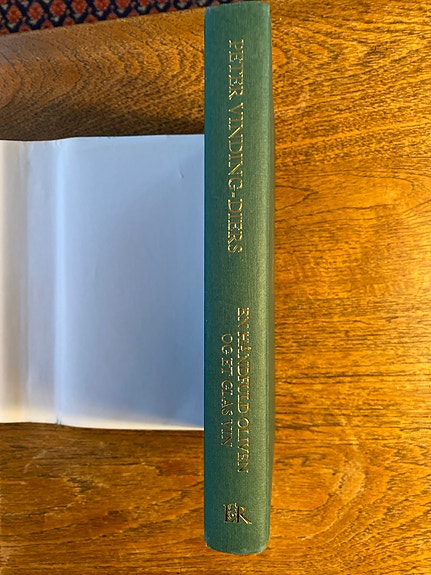 PETER VINDING-DIERS
EN HÅNDFULD OLIVEN
OG ET GLAS VIN